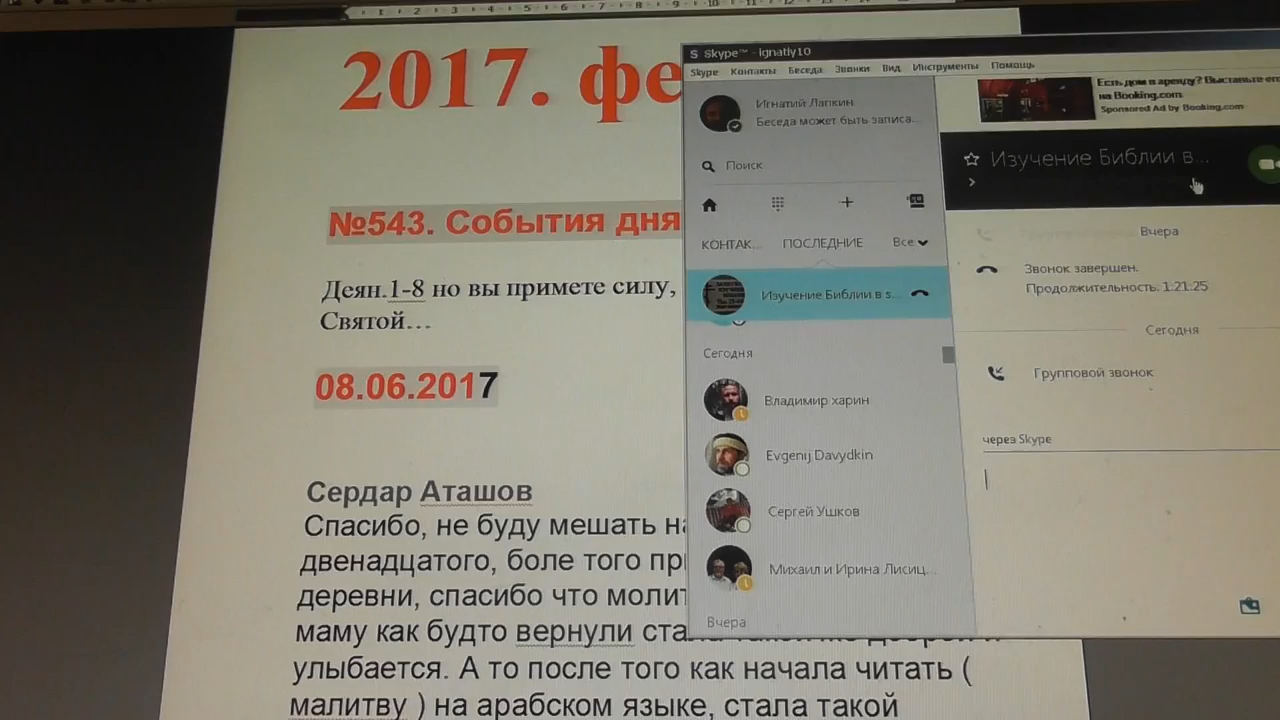 2017. фе
№543. События дня
Деян.1-8 но вы примете силу,
Святой…
08.06.2017
Сердар Аташов
Спасибо, не буду мешать
двенадцатого, боле того
деревни, спасибо что
маму как будто вернули
улыбается. А то после того как начала читать (
малитву ) на арабском языке, стала такой
Skype™ - ignatiy10
Skype Контакты Беседа Звонки Вид Инструменты Помощь
Игнатий Лапкин
Беседа может быть записа...
Поиск
КОНТАК... ПОСЛЕДНИЕ Все
Изучение Библии в s...
Сегодня
Владимир харин
Evgenij Davydkin
Сергей Ушков
Михаил и Ирина Лисиц...
Вчера
Есть дом в аренду? Выставьте
на Booking.com
Sponsored Ad by Booking.com
Изучение Библии в...
Вчера
Звонок завершен.
Продолжительность: 1:21:25
Сегодня
Групповой звонок
через Skype